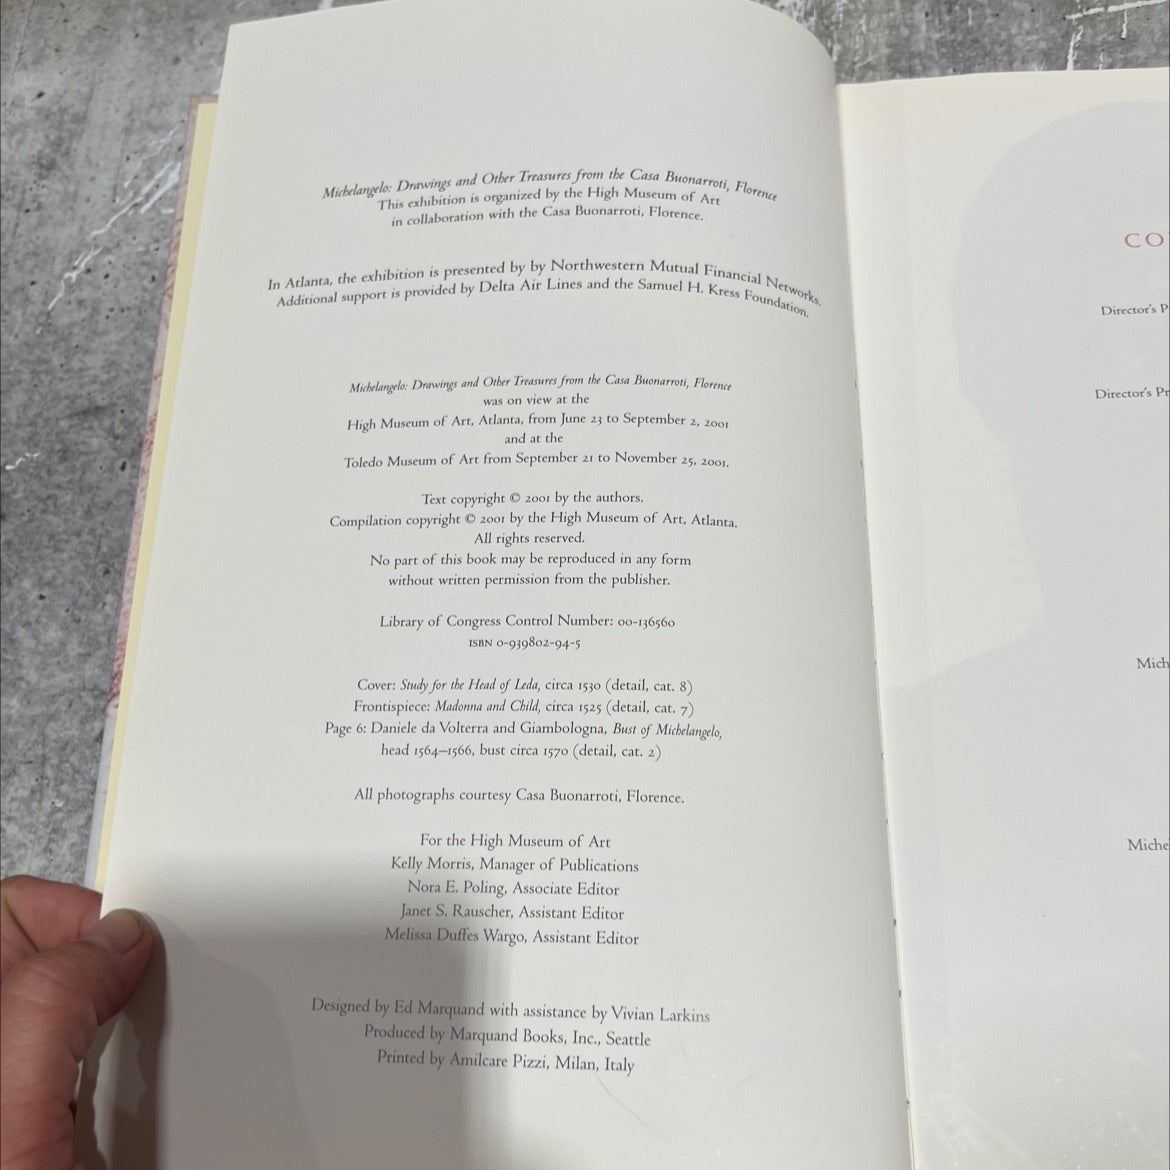 Michelangelo: Drawings and Other Treasures from the Casa Buonarroti, Florence
This exhibition is organized by the High Museum of Art
in collaboration with the Casa Buonarroti, Florence.
In Atlanta, the exhibition is presented by by Northwestern Mutual Financial Networks.
Additional support is provided by Delta Air Lines and the Samuel H. Kress Foundation.
Michelangelo: Drawings and Other Treasures from the Casa Buonarroti, Florence
was on view at the
High Museum of Art, Atlanta, from June 23 to September 2, 2001
and at the
Toledo Museum of Art from September 21 to November 25, 2001.
Text copyright © 2001 by the authors.
Compilation copyright © 2001 by the High Museum of Art, Atlanta.
All rights reserved.
No part of this book may be reproduced in any form
without written permission from the publisher.
Library of Congress Control Number: 00-136560
ISBN 0-939802-94-5
Cover: Study for the Head of Leda, circa 1530 (detail, cat. 8)
Frontispiece: Madonna and Child, circa 1525 (detail, cat. 7)
Page 6: Daniele da Volterra and Giambologna, Bust of Michelangelo,
head 1564–1566, bust circa 1570 (detail, cat. 2)
All photographs courtesy Casa Buonarroti, Florence.
For the High Museum of Art
Kelly Morris, Manager of Publications
Nora E. Poling, Associate Editor
Janet S. Rauscher, Assistant Editor
Melissa Duffes Wargo, Assistant Editor
Designed by Ed Marquand with assistance by Vivian Larkins
Produced by Marquand Books, Inc., Seattle
Printed by Amilcare Pizzi, Milan, Italy
CO
Director's P
Director's Pr
Mich
Miche